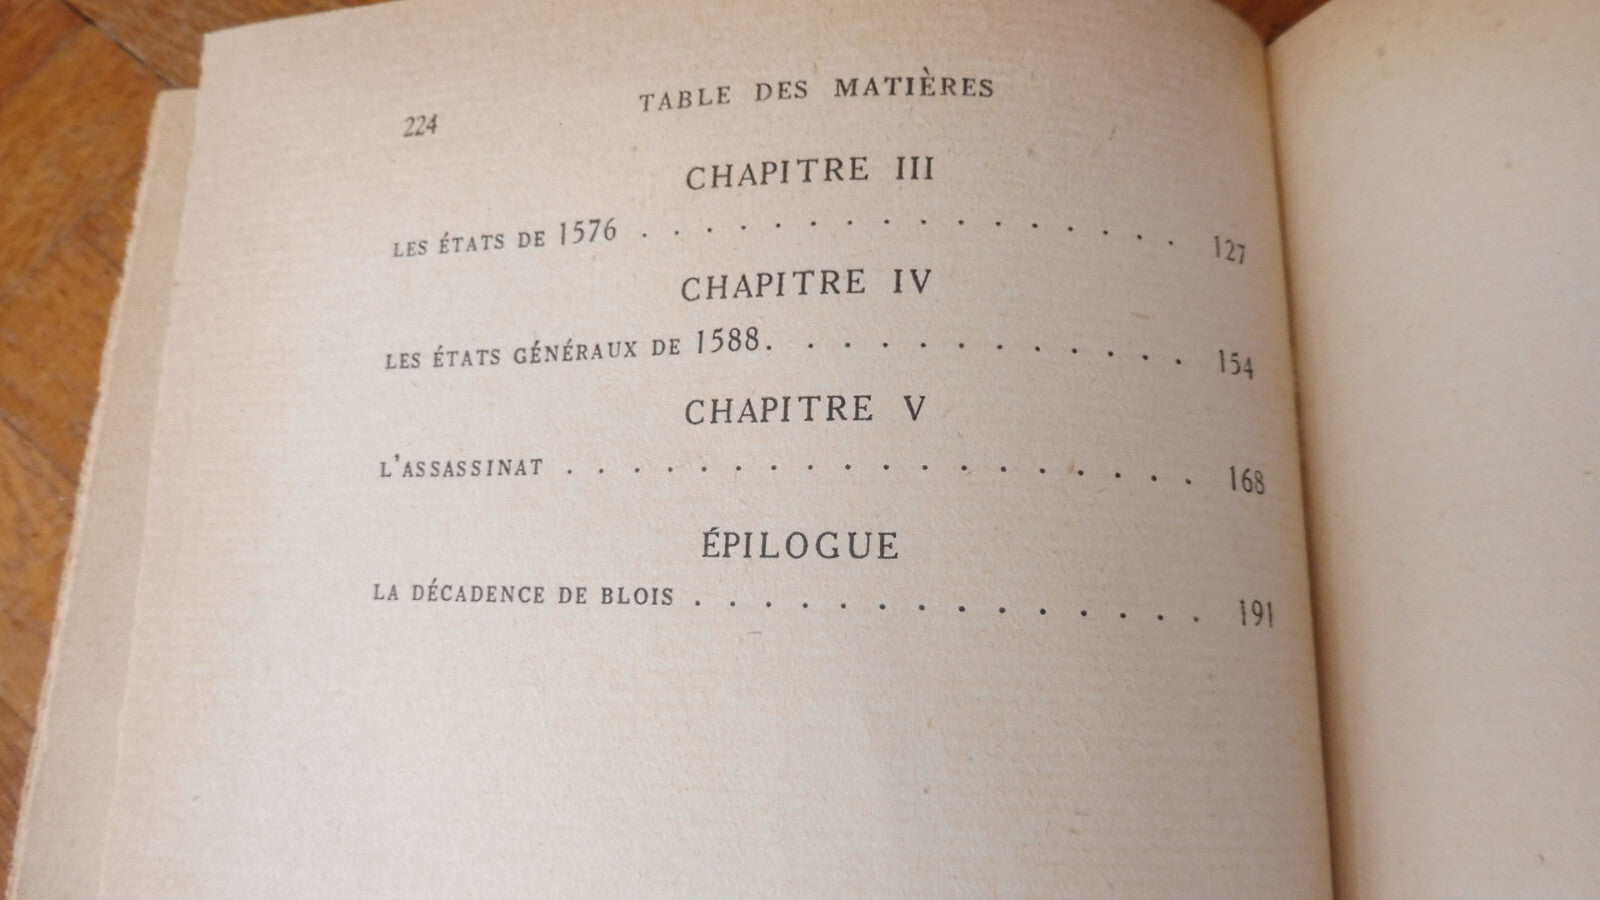 TABLE DES MATIÈRES
224
CHAPITRE III
LES ÉTATS DE 1576 . . . . . . . . . . . . . . . 127
CHAPITRE IV
LES ÉTATS GÉNÉRAUX DE 1588. . . . . . . . . . . . 154
CHAPITRE V
L'ASSASSINAT . . . . . . . . . . . . . . . . . 168
ÉPILOGUE
LA DÉCADENCE DE BLOIS . . . . . . . . . . . . . . 191